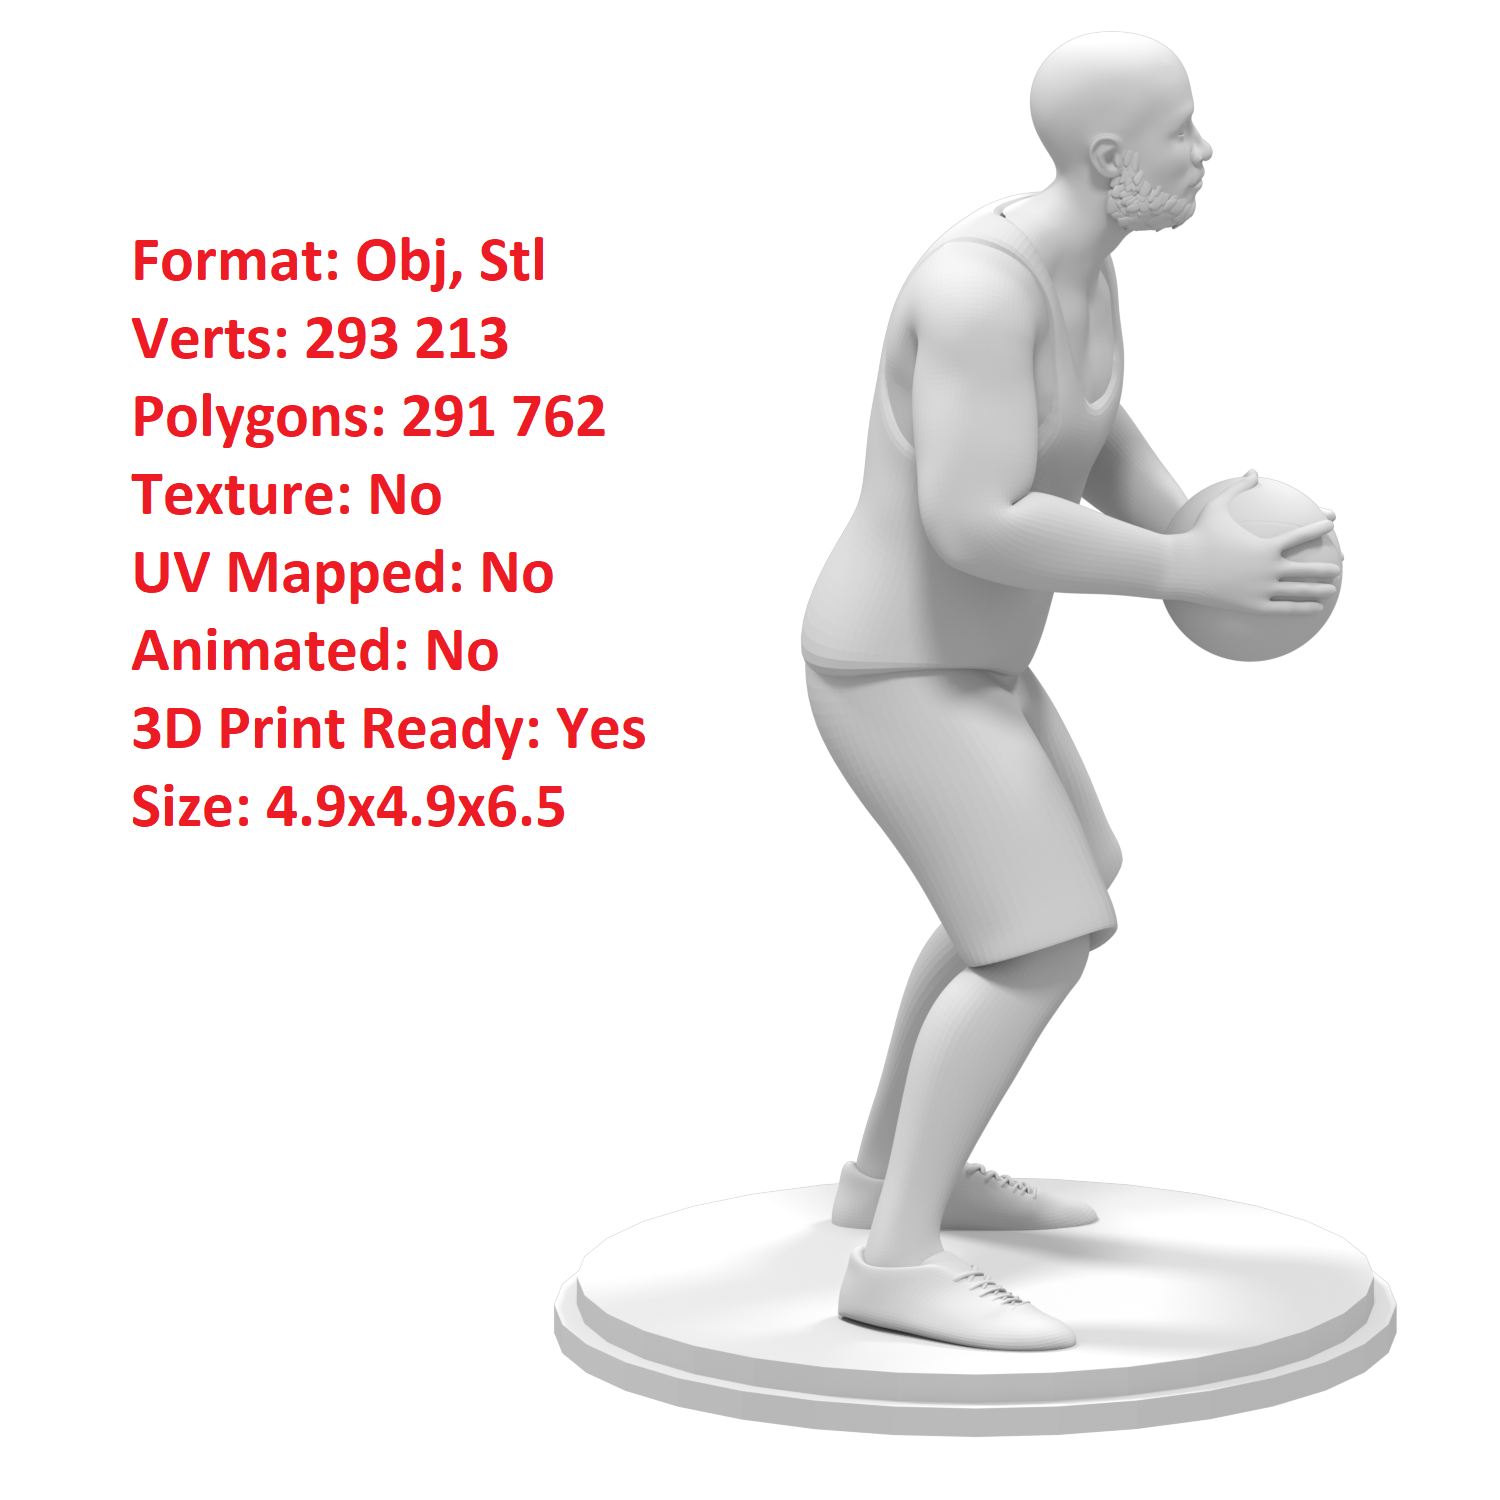 Format: Obj, Stl
Verts: 293 213
Polygons: 291 762
Texture: No
UV Mapped: No
Animated: No
3D Print Ready: Yes
Size: 4.9x4.9x6.5